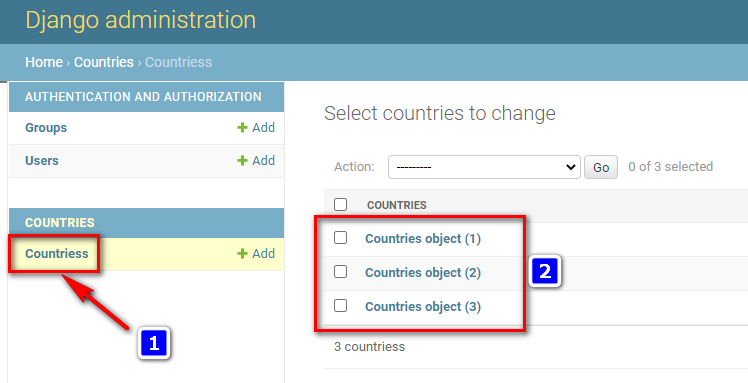 Django administration
Home › Countries › Countriess
AUTHENTICATION AND AUTHORIZATION
Groups + Add
Users + Add
COUNTRIES
Countriess + Add
1
Select countries to change
Action: --------- Go 0 of 3 selected
COUNTRIES
Countries object (1)
Countries object (2)
Countries object (3)
2
3 countriess